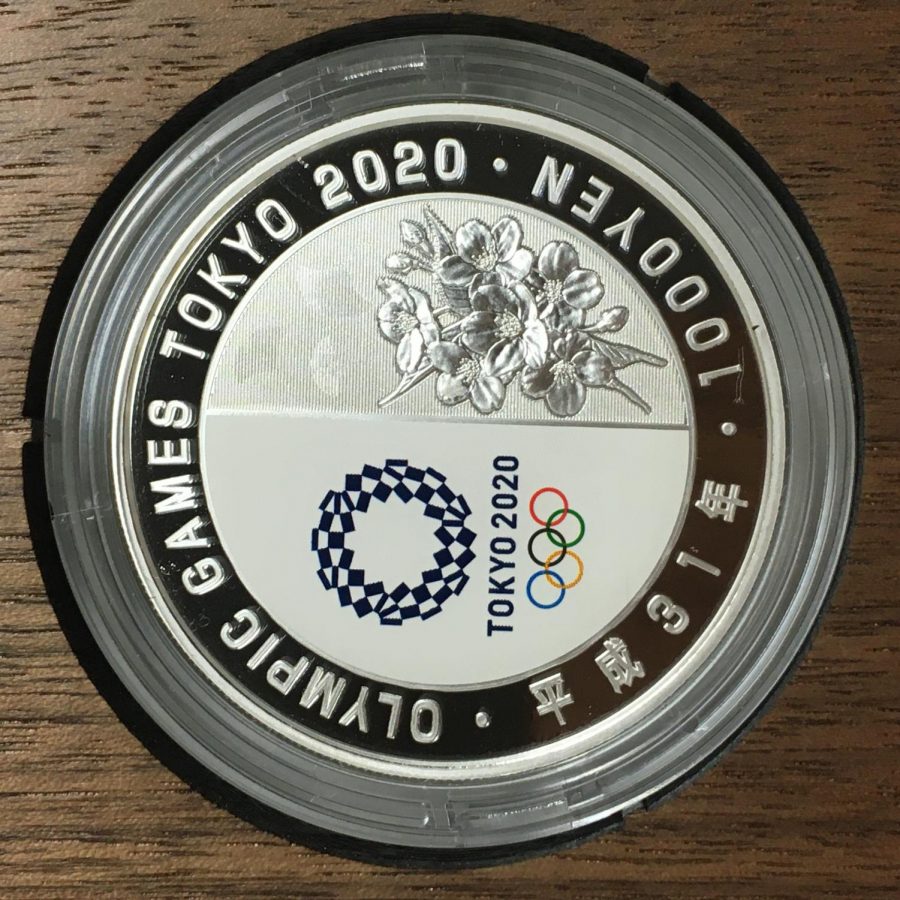 OLYMPIC GAMES TOKYO 2020 · 1000YEN · 平成31年 ·
TOKYO 2020